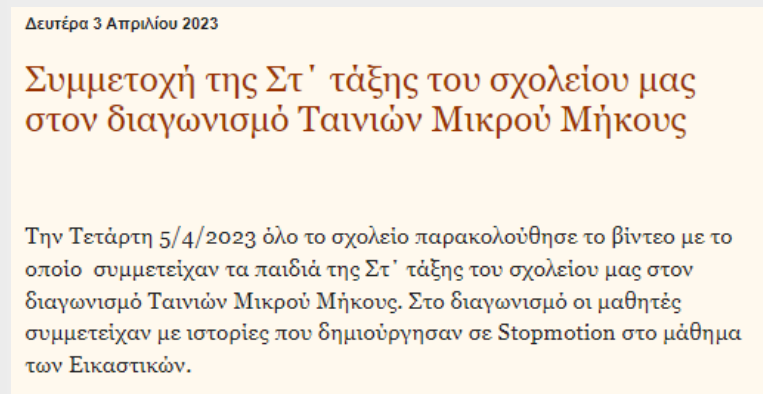 Δευτέρα 3 Απριλίου 2023
Συμμετοχή της Στ΄ τάξης του σχολείου μας
στον διαγωνισμό Ταινιών Μικρού Μήκους
Την Τετάρτη 5/4/2023 όλο το σχολείο παρακολούθησε το βίντεο με το
οποίο συμμετείχαν τα παιδιά της Στ΄ τάξης του σχολείου μας στον
διαγωνισμό Ταινιών Μικρού Μήκους. Στο διαγωνισμό οι μαθητές
συμμετείχαν με ιστορίες που δημιούργησαν σε Stopmotion στο μάθημα
των Εικαστικών.